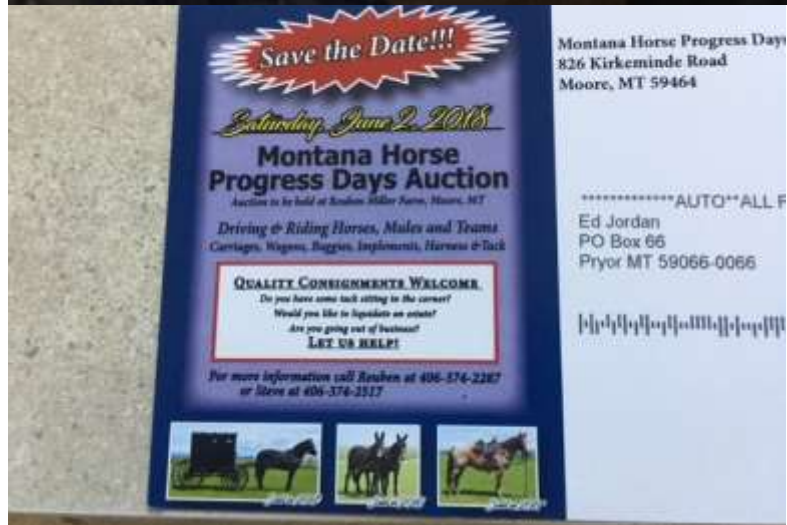 Save the Date!!!
Saturday, June 2, 2018
Montana Horse
Progress Days Auction
Auction to be held at Reuben Miller Farm, Moore, MT
Driving & Riding Horses, Mules and Teams
Carriages, Wagons, Buggies, Implements, Harness & Tack
QUALITY CONSIGNMENTS WELCOME
Do you have some tack sitting in the corner?
Would you like to liquidate an estate?
Are you going out of business?
LET US HELP!
For more information call Reuben at 406-374-2287
or Steve at 406-374-2517
Montana Horse Progress Days
826 Kirkeminde Road
Moore, MT 59464
*************AUTO**ALL F
Ed Jordan
PO Box 66
Pryor MT 59066-0066